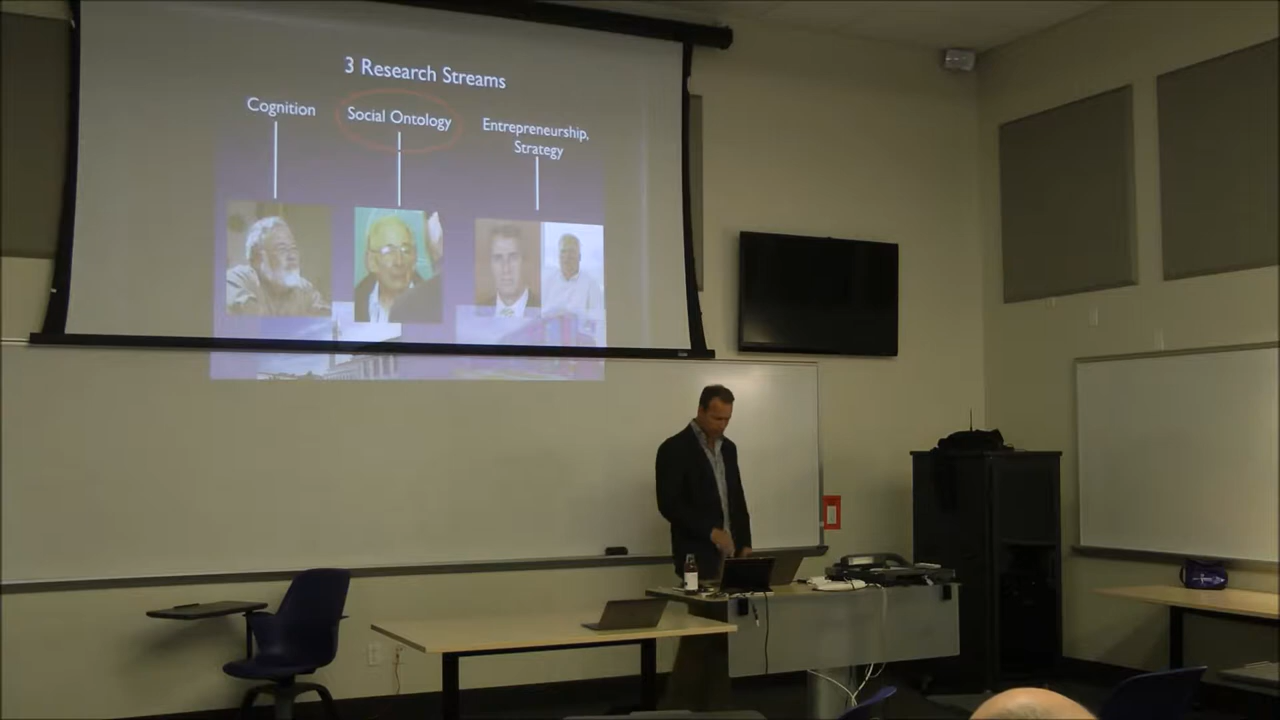 3 Research Streams
Cognition
Social Ontology
Entrepreneurship,
Strategy